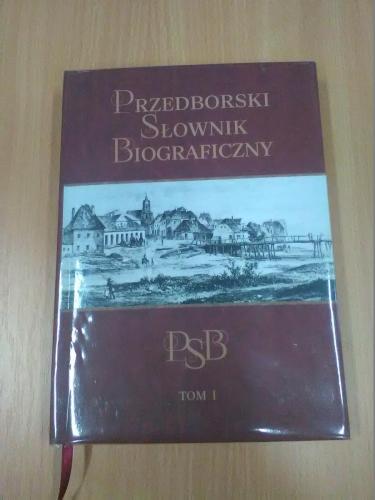 Przedborski
Słownik
Biograficzny
PSB
TOM I